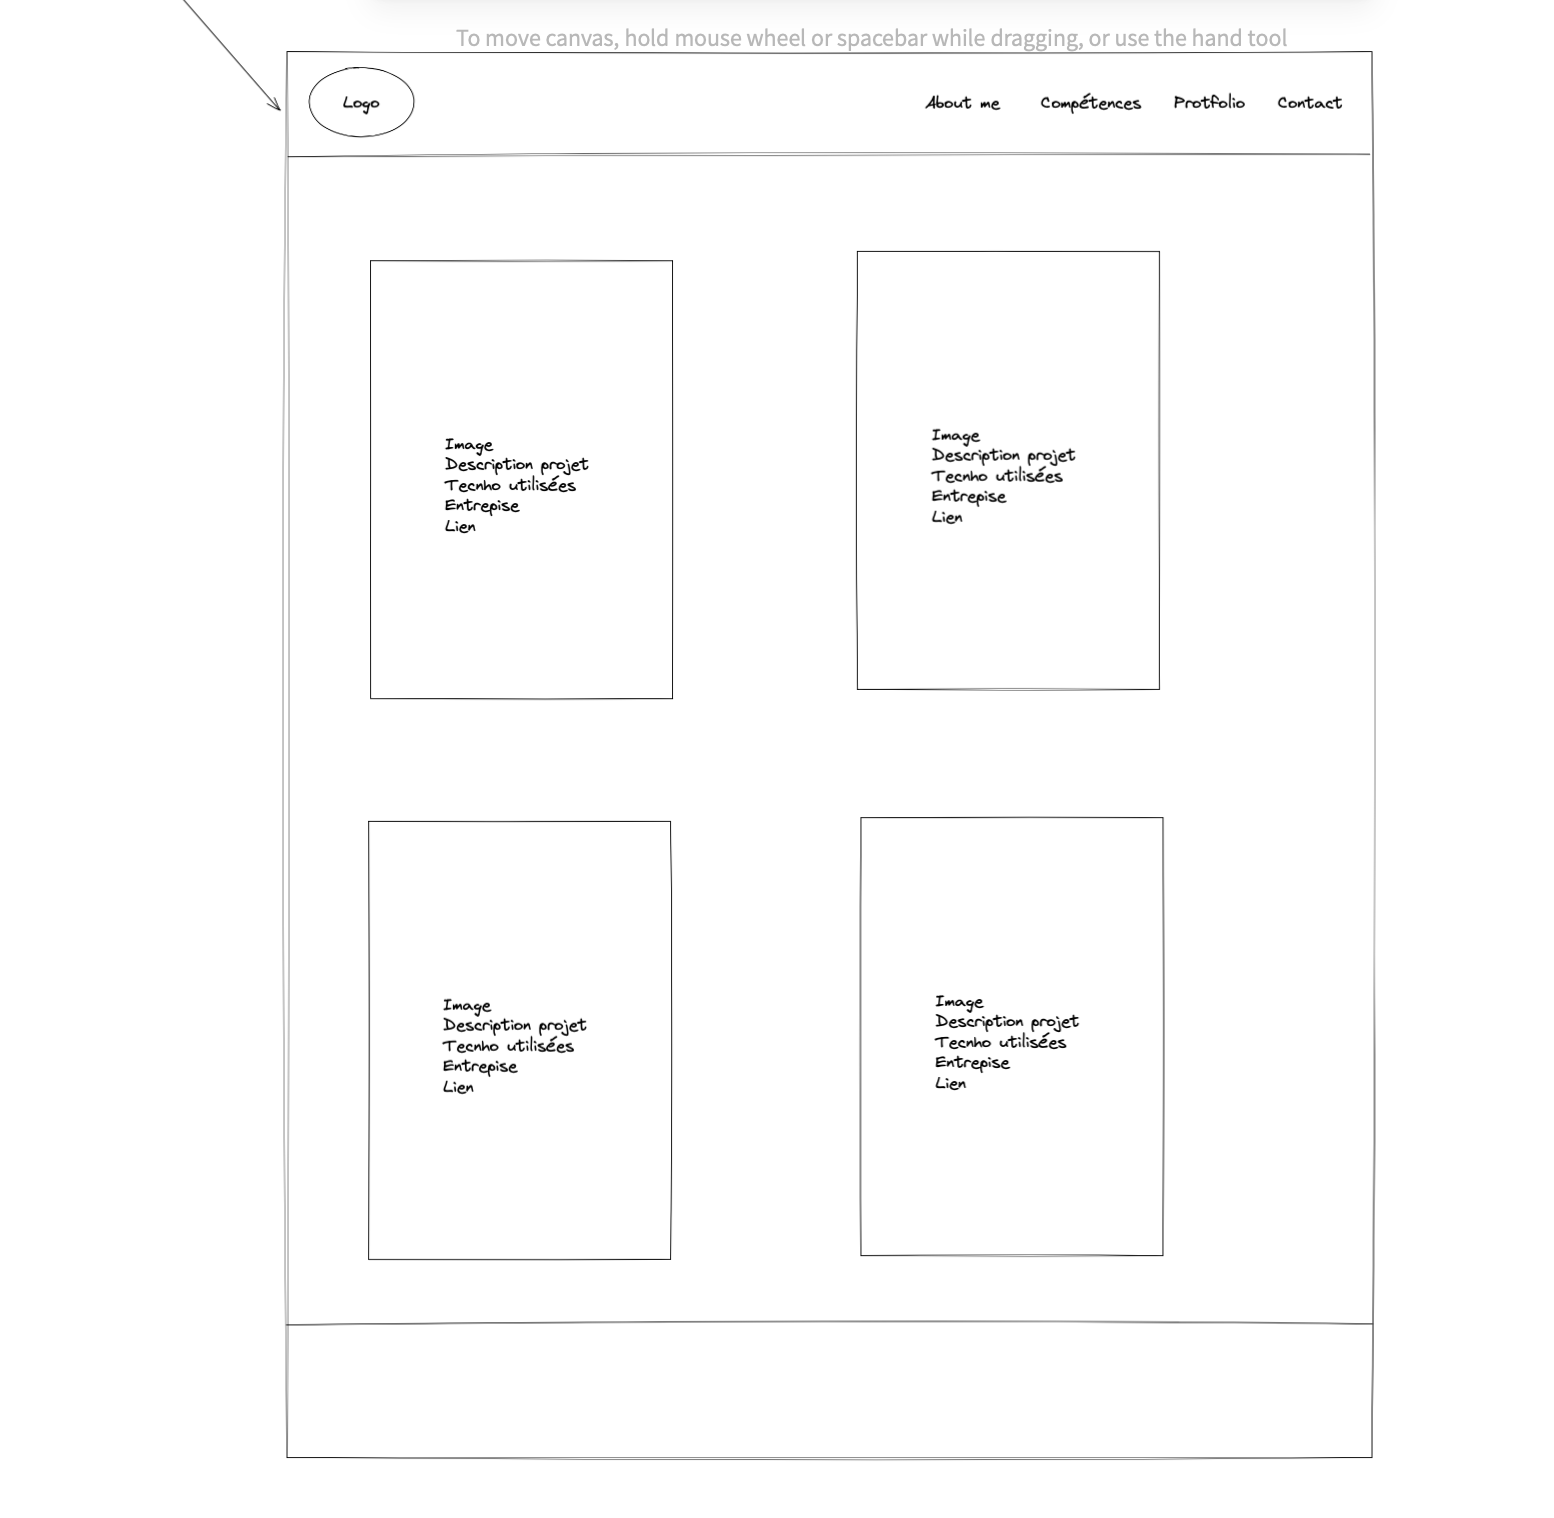 To move canvas, hold mouse wheel or spacebar while dragging, or use the hand tool
Logo
About me
Compétences
Protfolio
Contact
Image
Description projet
Tecnho utilisées
Entrepise
Lien
Image
Description projet
Tecnho utilisées
Entrepise
Lien
Image
Description projet
Tecnho utilisées
Entrepise
Lien
Image
Description projet
Tecnho utilisées
Entrepise
Lien